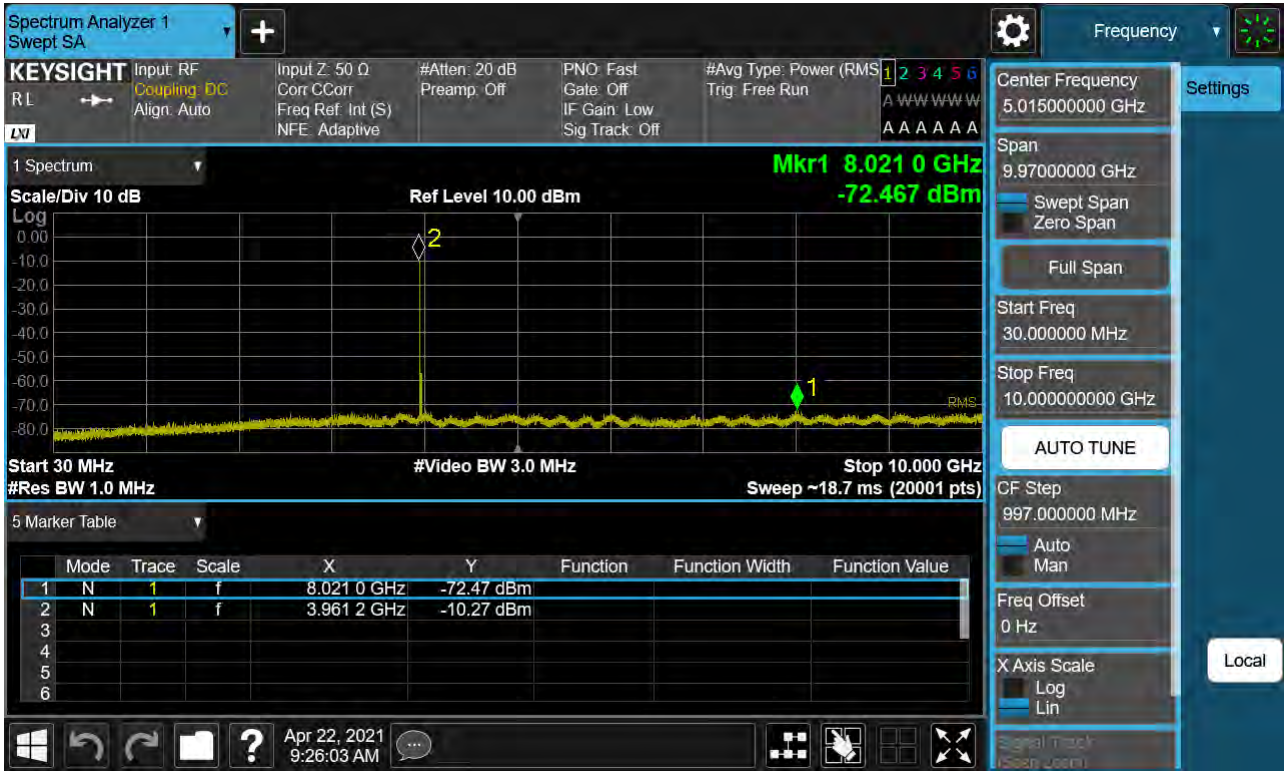 Spectrum Analyzer 1
Swept SA
Frequency
KEYSIGHT
RL
LXI
Input: RF
Coupling: DC
Align: Auto
Input Z: 50 Ω
Corr CCorr
Freq Ref: Int (S)
NFE: Adaptive
#Atten: 20 dB
Preamp: Off
PNO: Fast
Gate: Off
IF Gain: Low
Sig Track: Off
#Avg Type: Power (RMS
Trig: Free Run
1 2 3 4 5 6
A W W W W W
A A A A A A
1 Spectrum
Mkr1 8.021 0 GHz
Scale/Div 10 dB
Ref Level 10.00 dBm
-72.467 dBm
Log
0.00
-10.0
-20.0
-30.0
-40.0
-50.0
-60.0
-70.0
-80.0
2
1
RMS
Start 30 MHz
#Video BW 3.0 MHz
Stop 10.000 GHz
#Res BW 1.0 MHz
Sweep ~18.7 ms (20001 pts)
5 Marker Table
Mode Trace Scale X Y Function Function Width Function Value
1 N 1 f 8.021 0 GHz -72.47 dBm
2 N 1 f 3.961 2 GHz -10.27 dBm
3
4
5
6
Center Frequency
5.015000000 GHz
Settings
Span
9.97000000 GHz
Swept Span
Zero Span
Full Span
Start Freq
30.000000 MHz
Stop Freq
10.000000000 GHz
AUTO TUNE
CF Step
997.000000 MHz
Auto
Man
Freq Offset
0 Hz
X Axis Scale
Log
Lin
Signal Track
(Span Zoom)
Local
?
Apr 22, 2021
9:26:03 AM